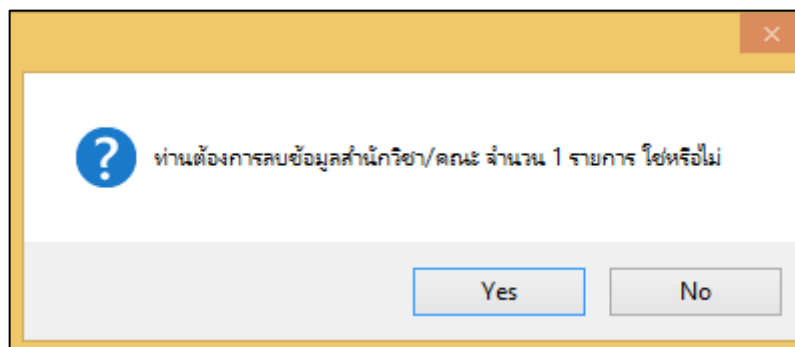 ท่านต้องการลบข้อมูลสำนักวิชา/คณะ จำนวน 1 รายการ ใช่หรือไม่
Yes
No